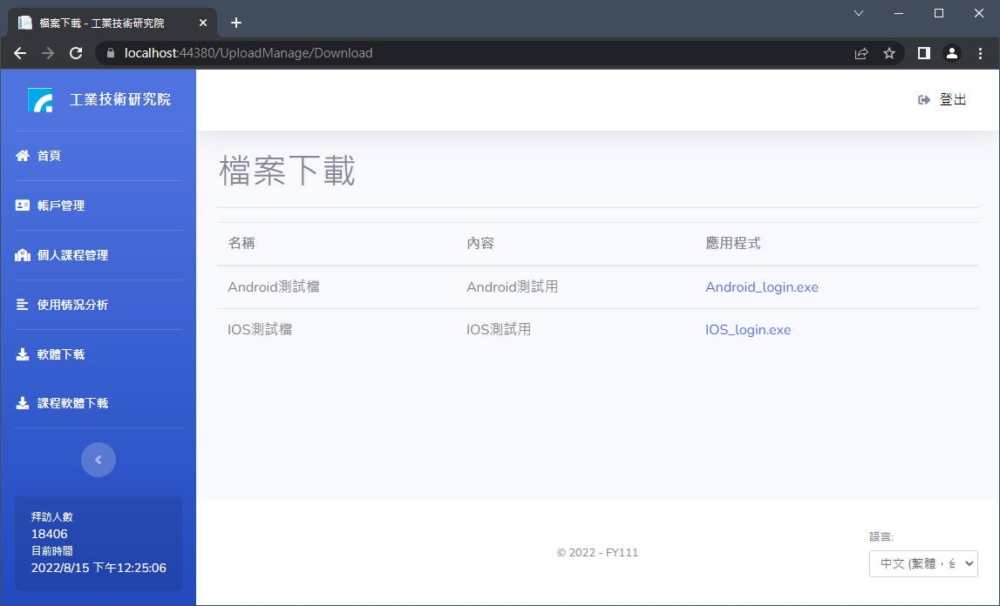 檔案下載 - 工業技術研究院
localhost:44380/UploadManage/Download
工業技術研究院
登出
首頁
帳戶管理
個人課程管理
使用情況分析
軟體下載
課程軟體下載
拜訪人數
18406
目前時間
2022/8/15 下午12:25:06
檔案下載
名稱 內容 應用程式
Android測試檔 Android測試用 Android_login.exe
IOS測試檔 IOS測試用 IOS_login.exe
© 2022 - FY111
語言:
中文 (繁體，台